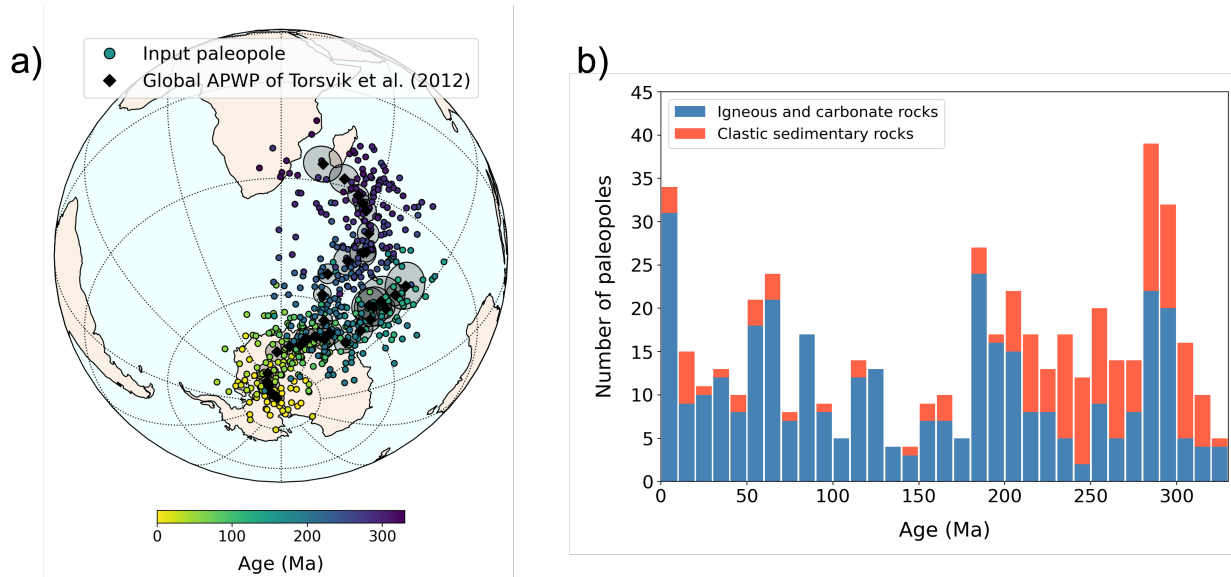 a)
Input paleopole
Global APWP of Torsvik et al. (2012)
0 100 200 300
Age (Ma)
b)
45
40
35
30
25
20
15
10
5
0
Number of paleopoles
Igneous and carbonate rocks
Clastic sedimentary rocks
0 50 100 150 200 250 300
Age (Ma)